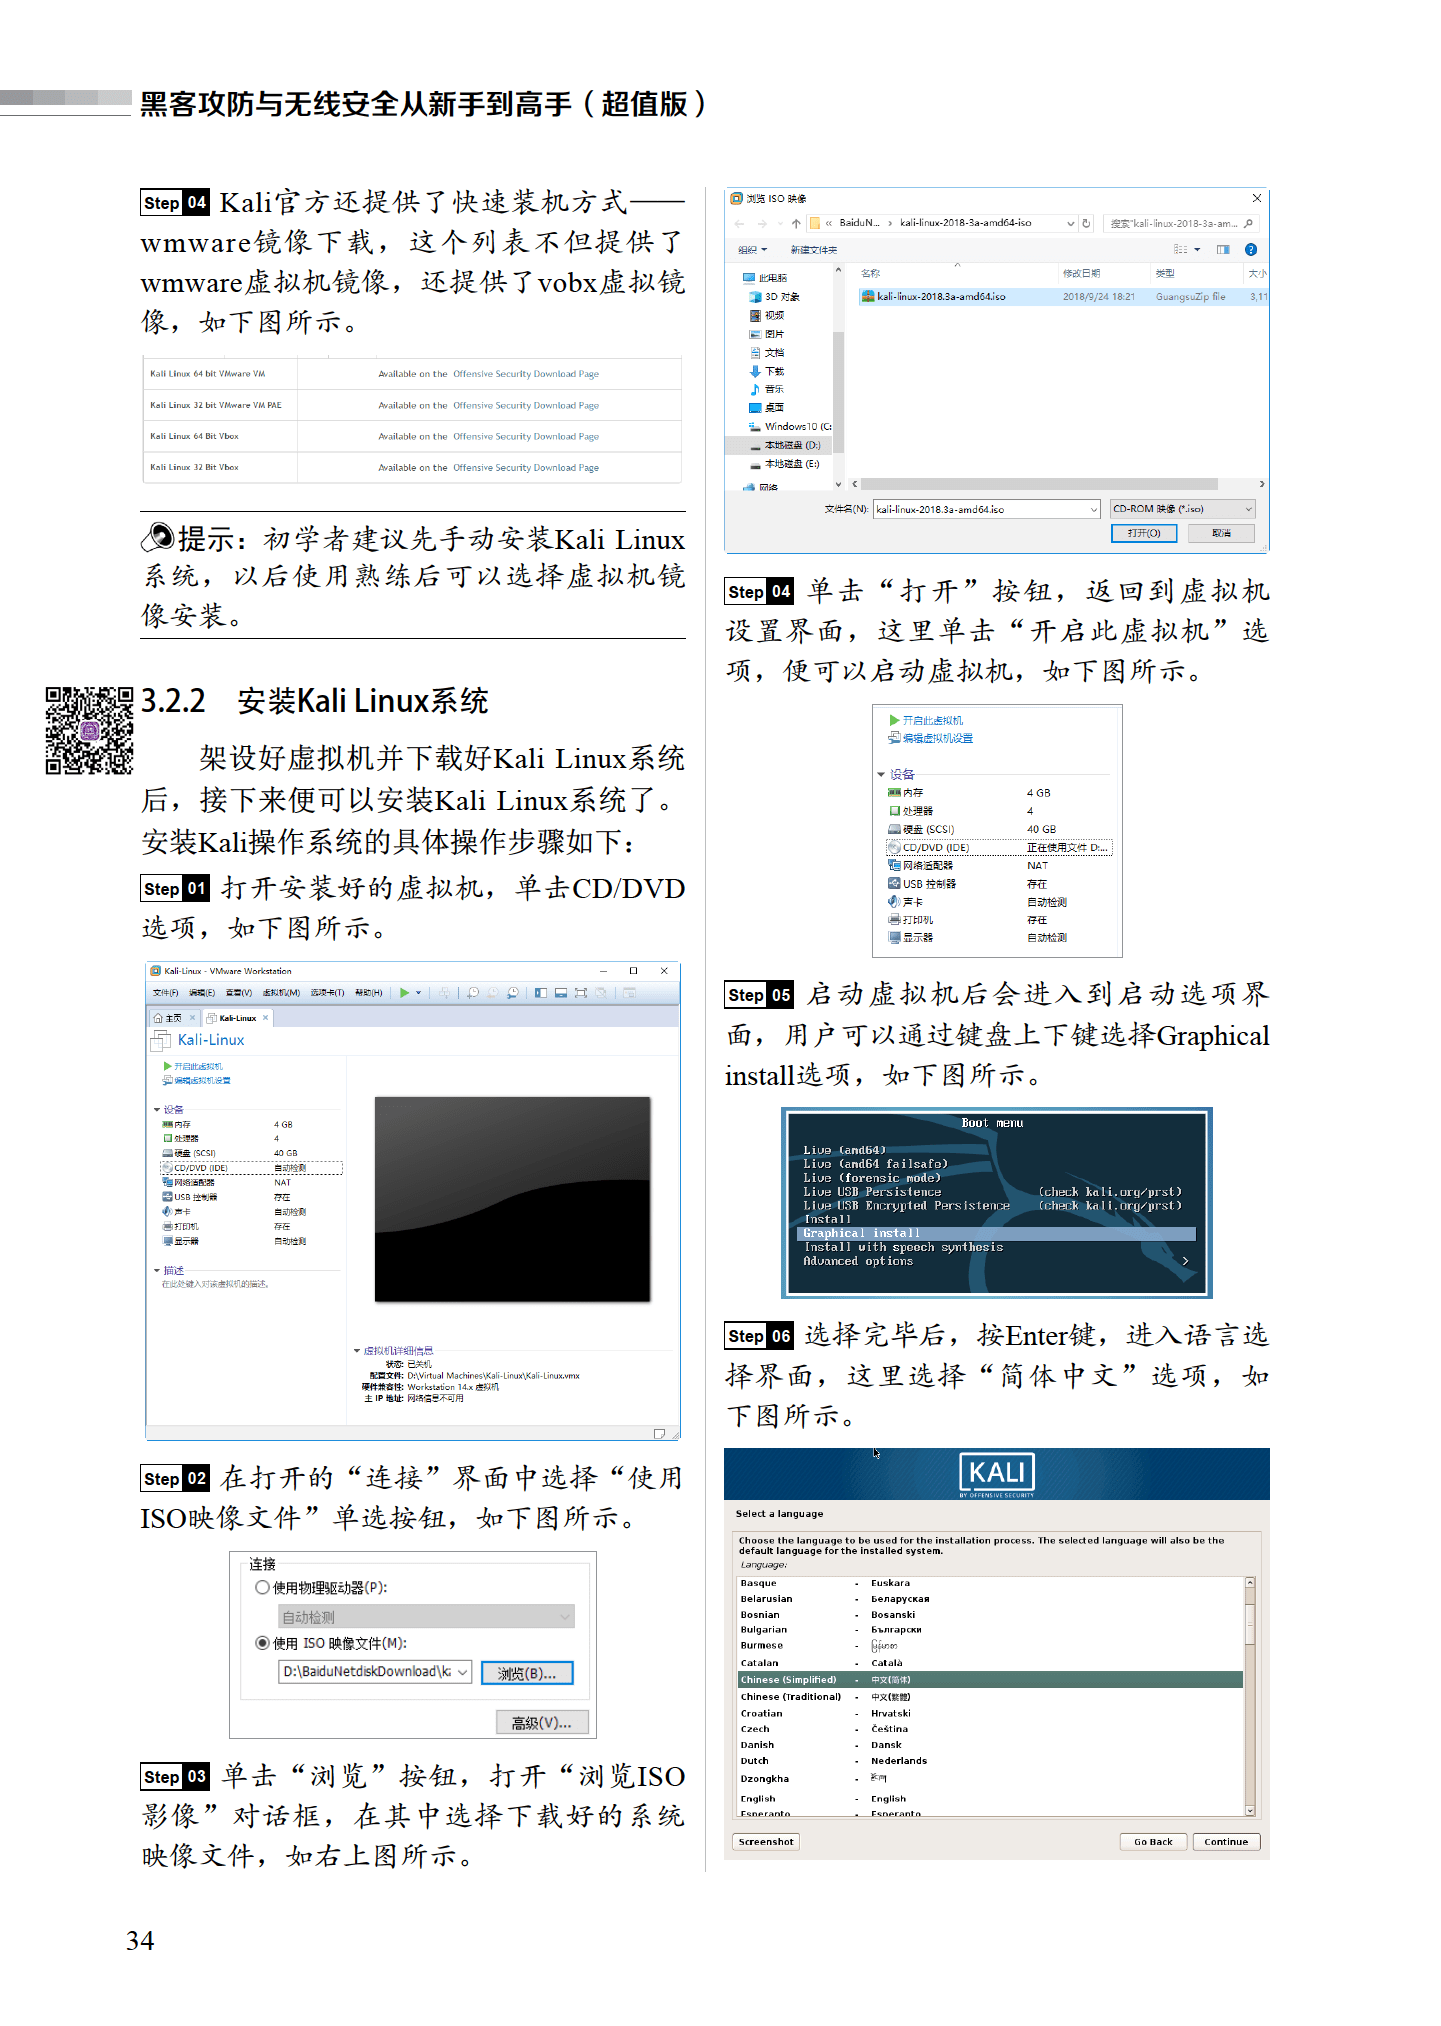 黑客攻防与无线安全从新手到高手（超值版）
Step 04 Kali官方还提供了快速装机方式——
wmware镜像下载，这个列表不但提供了
wmware虚拟机镜像，还提供了vobx虚拟镜
像，如下图所示。
Kali Linux 64 bit VMware VM Available on the Offensive Security Download Page
Kali Linux 32 bit VMware VM PAE Available on the Offensive Security Download Page
Kali Linux 64 Bit Vbox Available on the Offensive Security Download Page
Kali Linux 32 Bit Vbox Available on the Offensive Security Download Page
提示：初学者建议先手动安装Kali Linux
系统，以后使用熟练后可以选择虚拟机镜
像安装。
3.2.2 安装Kali Linux系统
架设好虚拟机并下载好Kali Linux系统
后，接下来便可以安装Kali Linux系统了。
安装Kali操作系统的具体操作步骤如下：
Step 01 打开安装好的虚拟机，单击CD/DVD
选项，如下图所示。
Kali-Linux - VMware Workstation
文件(F) 编辑(E) 查看(V) 虚拟机(M) 选项卡(T) 帮助(H)
主页 Kali-Linux
Kali-Linux
开启此虚拟机
编辑虚拟机设置
设备
内存 4 GB
处理器 4
硬盘 (SCSI) 40 GB
CD/DVD (IDE) 自动检测
网络适配器 NAT
USB 控制器 存在
声卡 自动检测
打印机 存在
显示器 自动检测
描述
在此处键入对该虚拟机的描述。
虚拟机详细信息
状态: 已关机
配置文件: D:\Virtual Machines\Kali-Linux\Kali-Linux.vmx
硬件兼容性: Workstation 14.x 虚拟机
主 IP 地址: 网络信息不可用
Step 02 在打开的“连接”界面中选择“使用
ISO映像文件”单选按钮，如下图所示。
连接
使用物理驱动器(P):
自动检测
使用 ISO 映像文件(M):
D:\BaiduNetdiskDownload\k 浏览(B)...
高级(V)...
Step 03 单击“浏览”按钮，打开“浏览ISO
影像”对话框，在其中选择下载好的系统
映像文件，如右上图所示。
浏览 ISO 映像
« BaiduN... › kali-linux-2018-3a-amd64-iso 搜索"kali-linux-2018-3a-am...
组织 新建文件夹
名称 修改日期 类型 大小
kali-linux-2018.3a-amd64.iso 2018/9/24 18:21 GuangsuZip file 3,11
此电脑
3D 对象
视频
图片
文档
下载
音乐
桌面
Windows10 (C:
本地磁盘 (D:)
本地磁盘 (E:)
网络
文件名(N): kali-linux-2018.3a-amd64.iso CD-ROM 映像 (*.iso)
打开(O) 取消
Step 04 单击“打开”按钮，返回到虚拟机
设置界面，这里单击“开启此虚拟机”选
项，便可以启动虚拟机，如下图所示。
开启此虚拟机
编辑虚拟机设置
设备
内存 4 GB
处理器 4
硬盘 (SCSI) 40 GB
CD/DVD (IDE) 正在使用文件 D:...
网络适配器 NAT
USB 控制器 存在
声卡 自动检测
打印机 存在
显示器 自动检测
Step 05 启动虚拟机后会进入到启动选项界
面，用户可以通过键盘上下键选择Graphical
install选项，如下图所示。
Boot menu
Live (amd64)
Live (amd64 failsafe)
Live (forensic mode)
Live USB Persistence (check kali.org/prst)
Live USB Encrypted Persistence (check kali.org/prst)
Install
Graphical install
Install with speech synthesis
Advanced options >
Step 06 选择完毕后，按Enter键，进入语言选
择界面，这里选择“简体中文”选项，如
下图所示。
KALI
BY OFFENSIVE SECURITY
Select a language
Choose the language to be used for the installation process. The selected language will also be the
default language for the installed system.
Language:
Basque - Euskara
Belarusian - Беларуская
Bosnian - Bosanski
Bulgarian - Български
Burmese -
Catalan - Català
Chinese (Simplified) - 中文(简体)
Chinese (Traditional) - 中文(繁體)
Croatian - Hrvatski
Czech - Čeština
Danish - Dansk
Dutch - Nederlands
Dzongkha -
English - English
Esperanto - Esperanto
Screenshot Go Back Continue
34